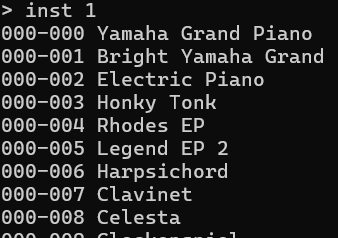 > inst 1
000-000 Yamaha Grand Piano
000-001 Bright Yamaha Grand
000-002 Electric Piano
000-003 Honky Tonk
000-004 Rhodes EP
000-005 Legend EP 2
000-006 Harpsichord
000-007 Clavinet
000-008 Celesta